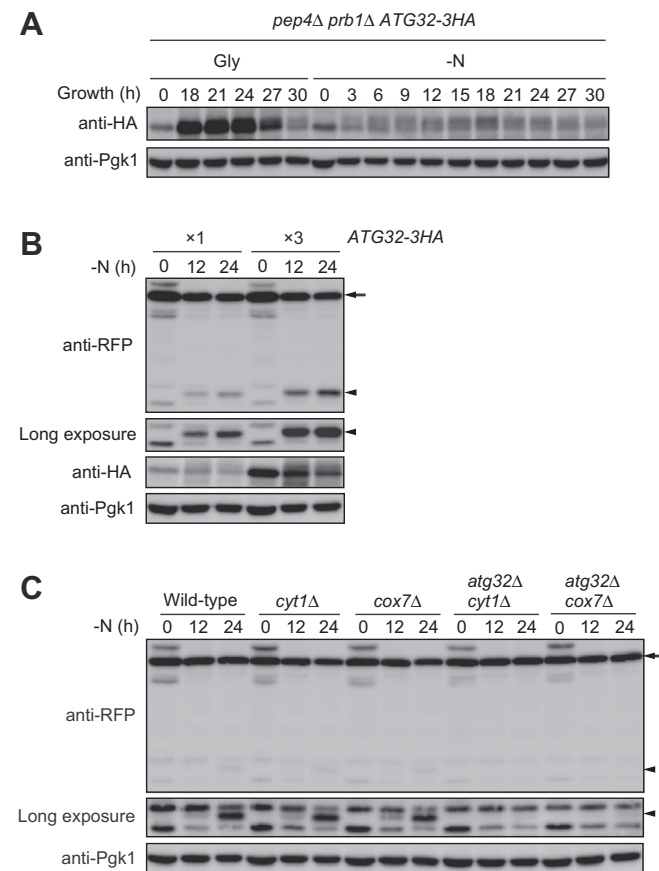 A
pep4Δ prb1Δ ATG32-3HA
Gly -N
Growth (h) 0 18 21 24 27 30 0 3 6 9 12 15 18 21 24 27 30
anti-HA
anti-Pgk1
B
×1 ×3 ATG32-3HA
-N (h) 0 12 24 0 12 24
anti-RFP
Long exposure
anti-HA
anti-Pgk1
C
Wild-type cyt1Δ cox7Δ atg32Δ cyt1Δ atg32Δ cox7Δ
-N (h) 0 12 24 0 12 24 0 12 24 0 12 24 0 12 24
anti-RFP
Long exposure
anti-Pgk1